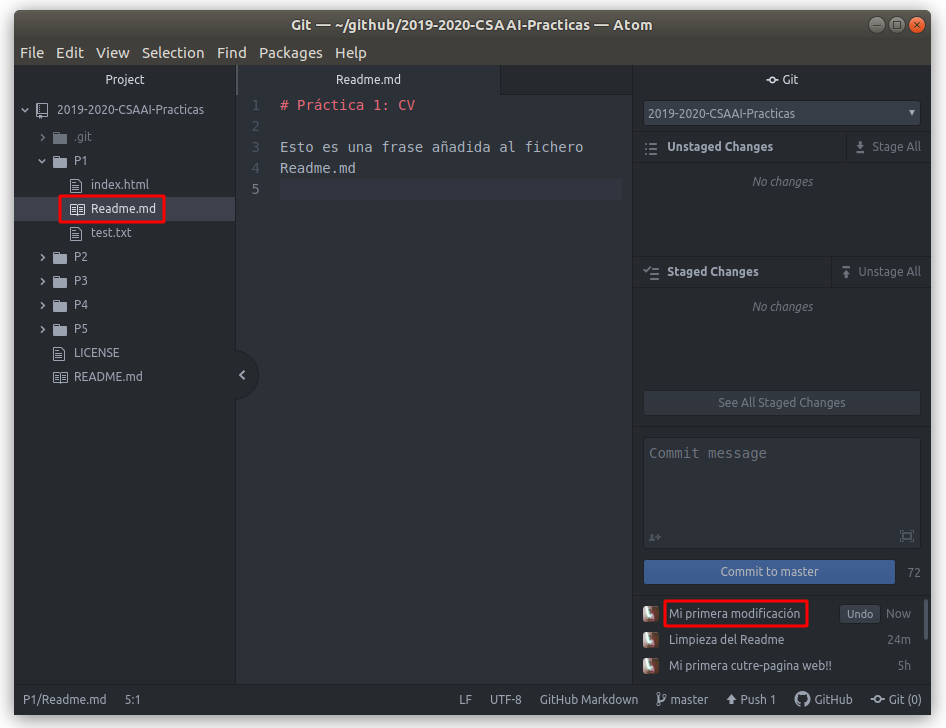 Git — ~/github/2019-2020-CSAAI-Practicas — Atom
File Edit View Selection Find Packages Help
Project
2019-2020-CSAAI-Practicas
.git
P1
index.html
Readme.md
test.txt
P2
P3
P4
P5
LICENSE
README.md
Readme.md
1 # Práctica 1: CV
2
3 Esto es una frase añadida al fichero
4 Readme.md
5
Git
2019-2020-CSAAI-Practicas
Unstaged Changes Stage All
No changes
Staged Changes Unstage All
No changes
See All Staged Changes
Commit message
Commit to master 72
Mi primera modificación Undo Now
Limpieza del Readme 24m
Mi primera cutre-pagina web!! 5h
P1/Readme.md 5:1 LF UTF-8 GitHub Markdown master Push 1 GitHub Git (0)